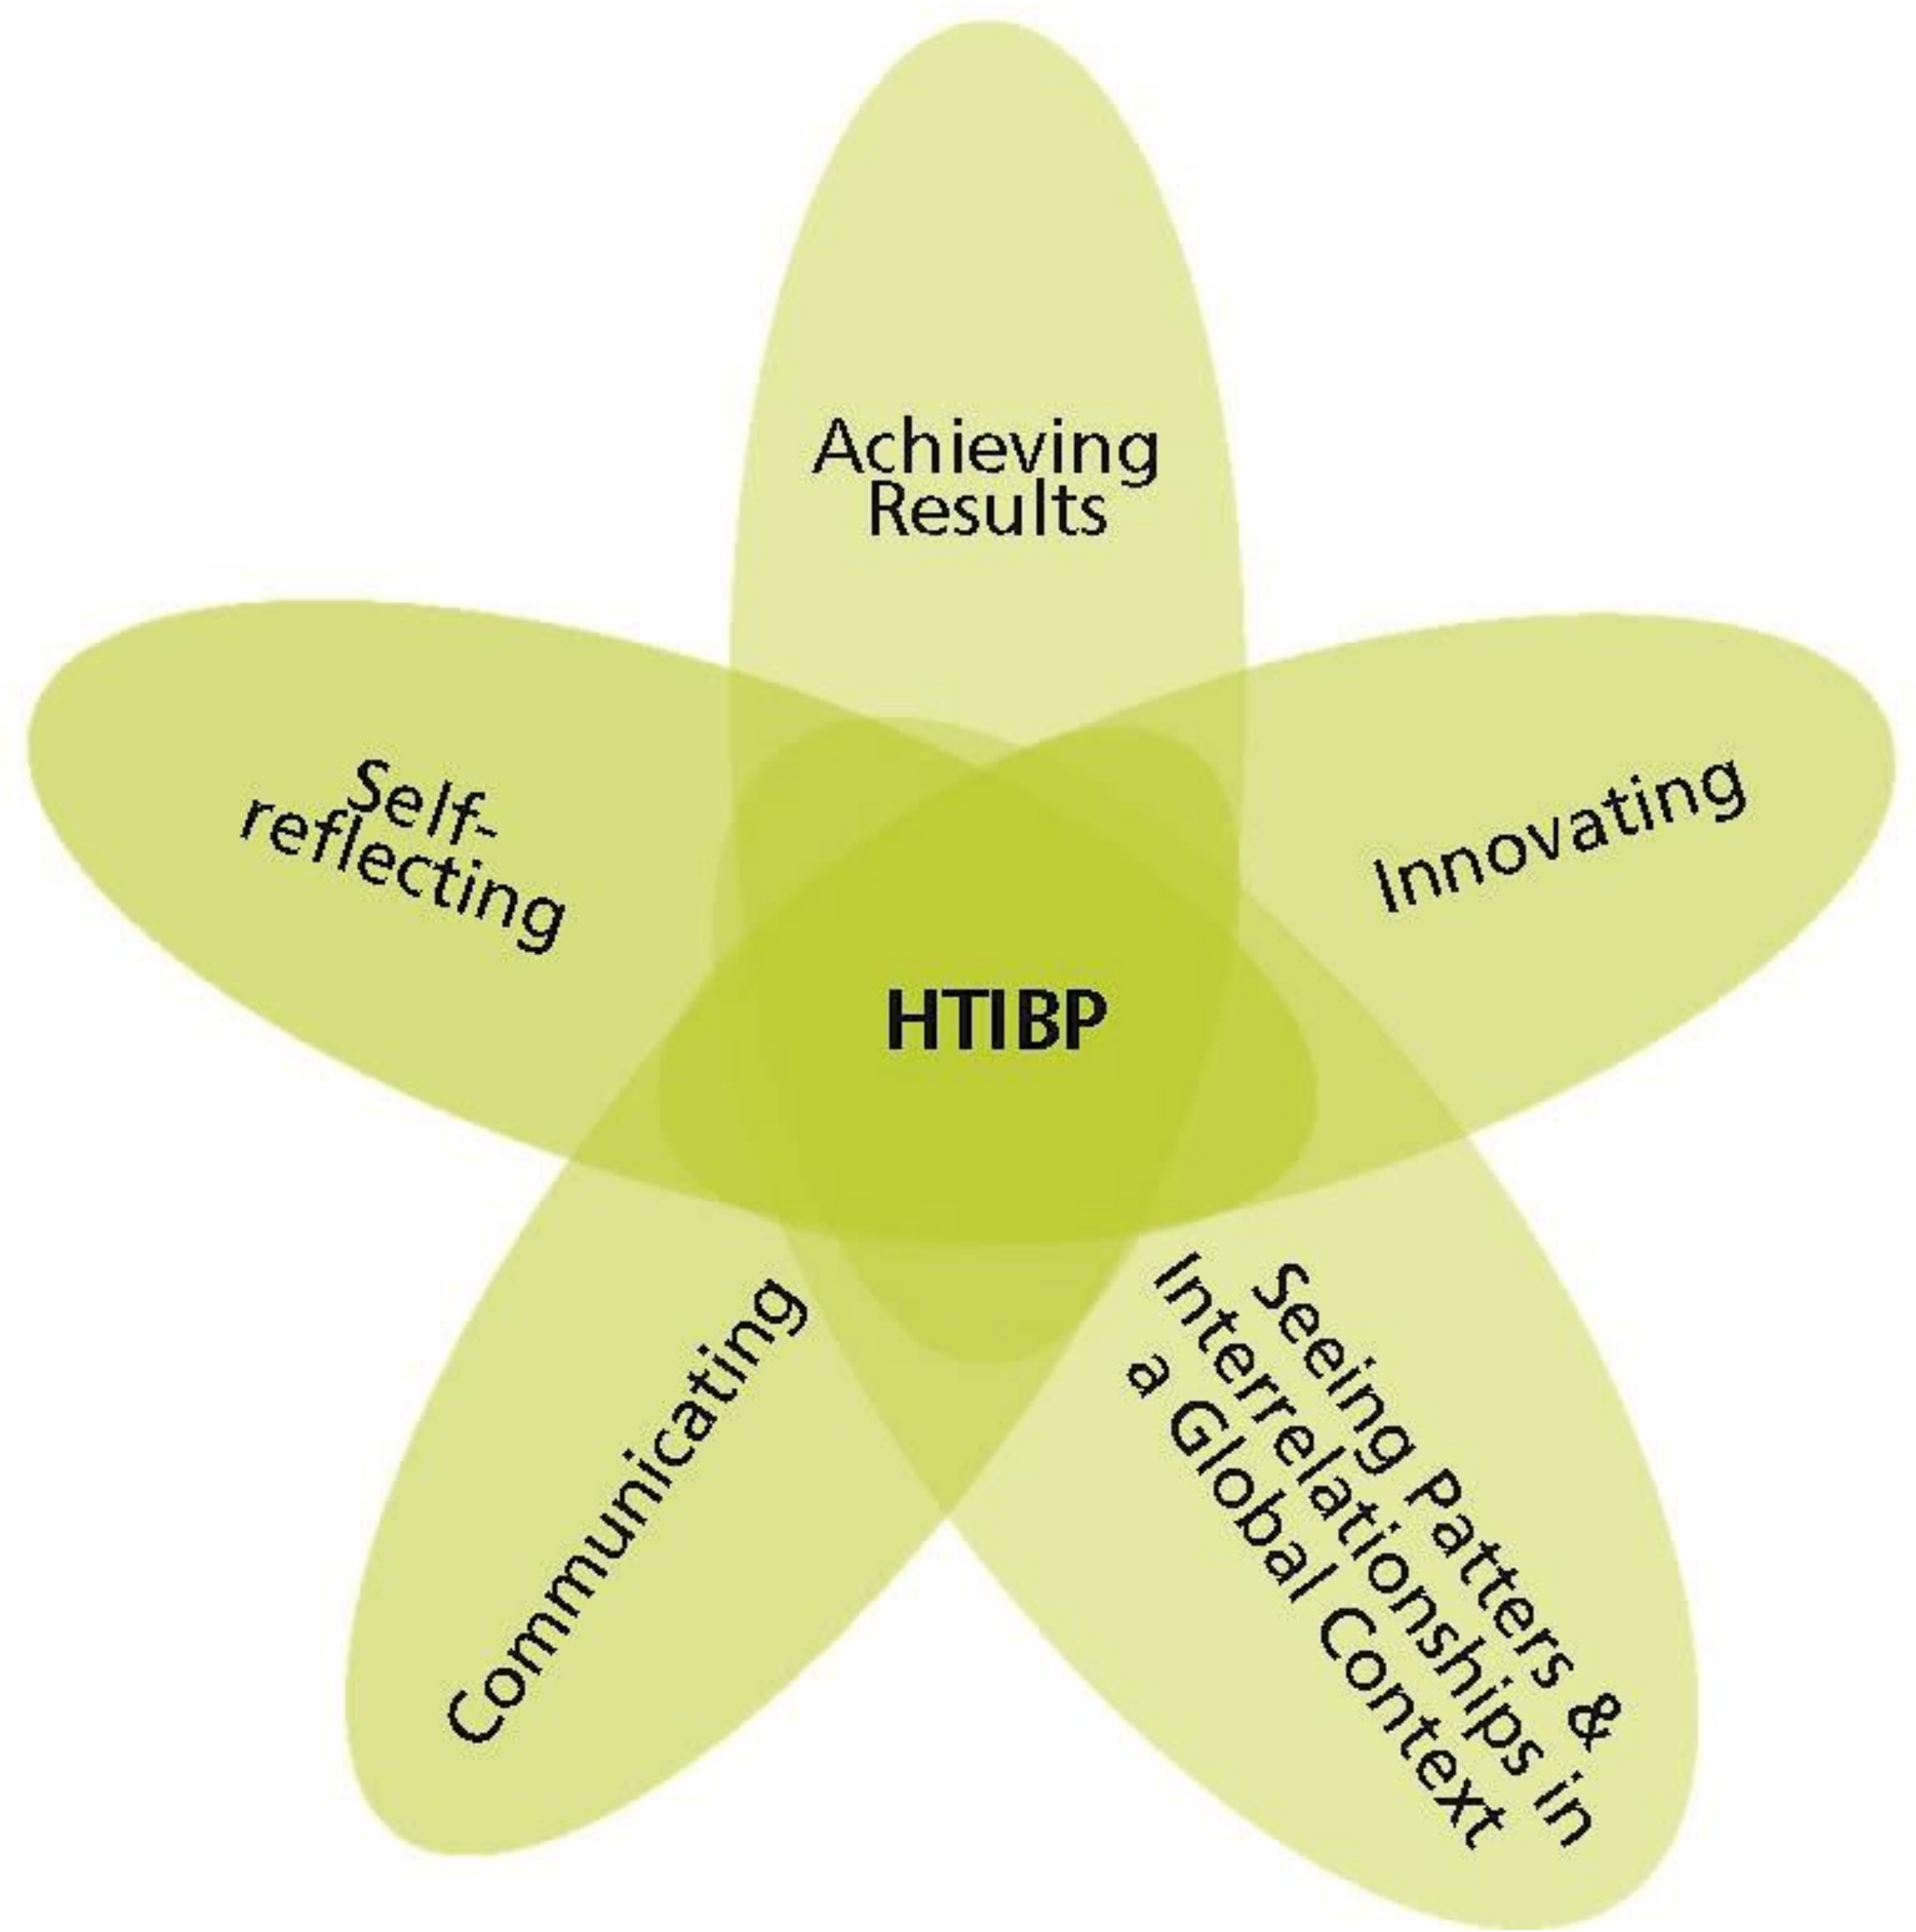 Achieving
Results
Self-
reflecting
Innovating
HTIBP
Communicating
Seeing Patters &
Interrelationships in
a Global Context